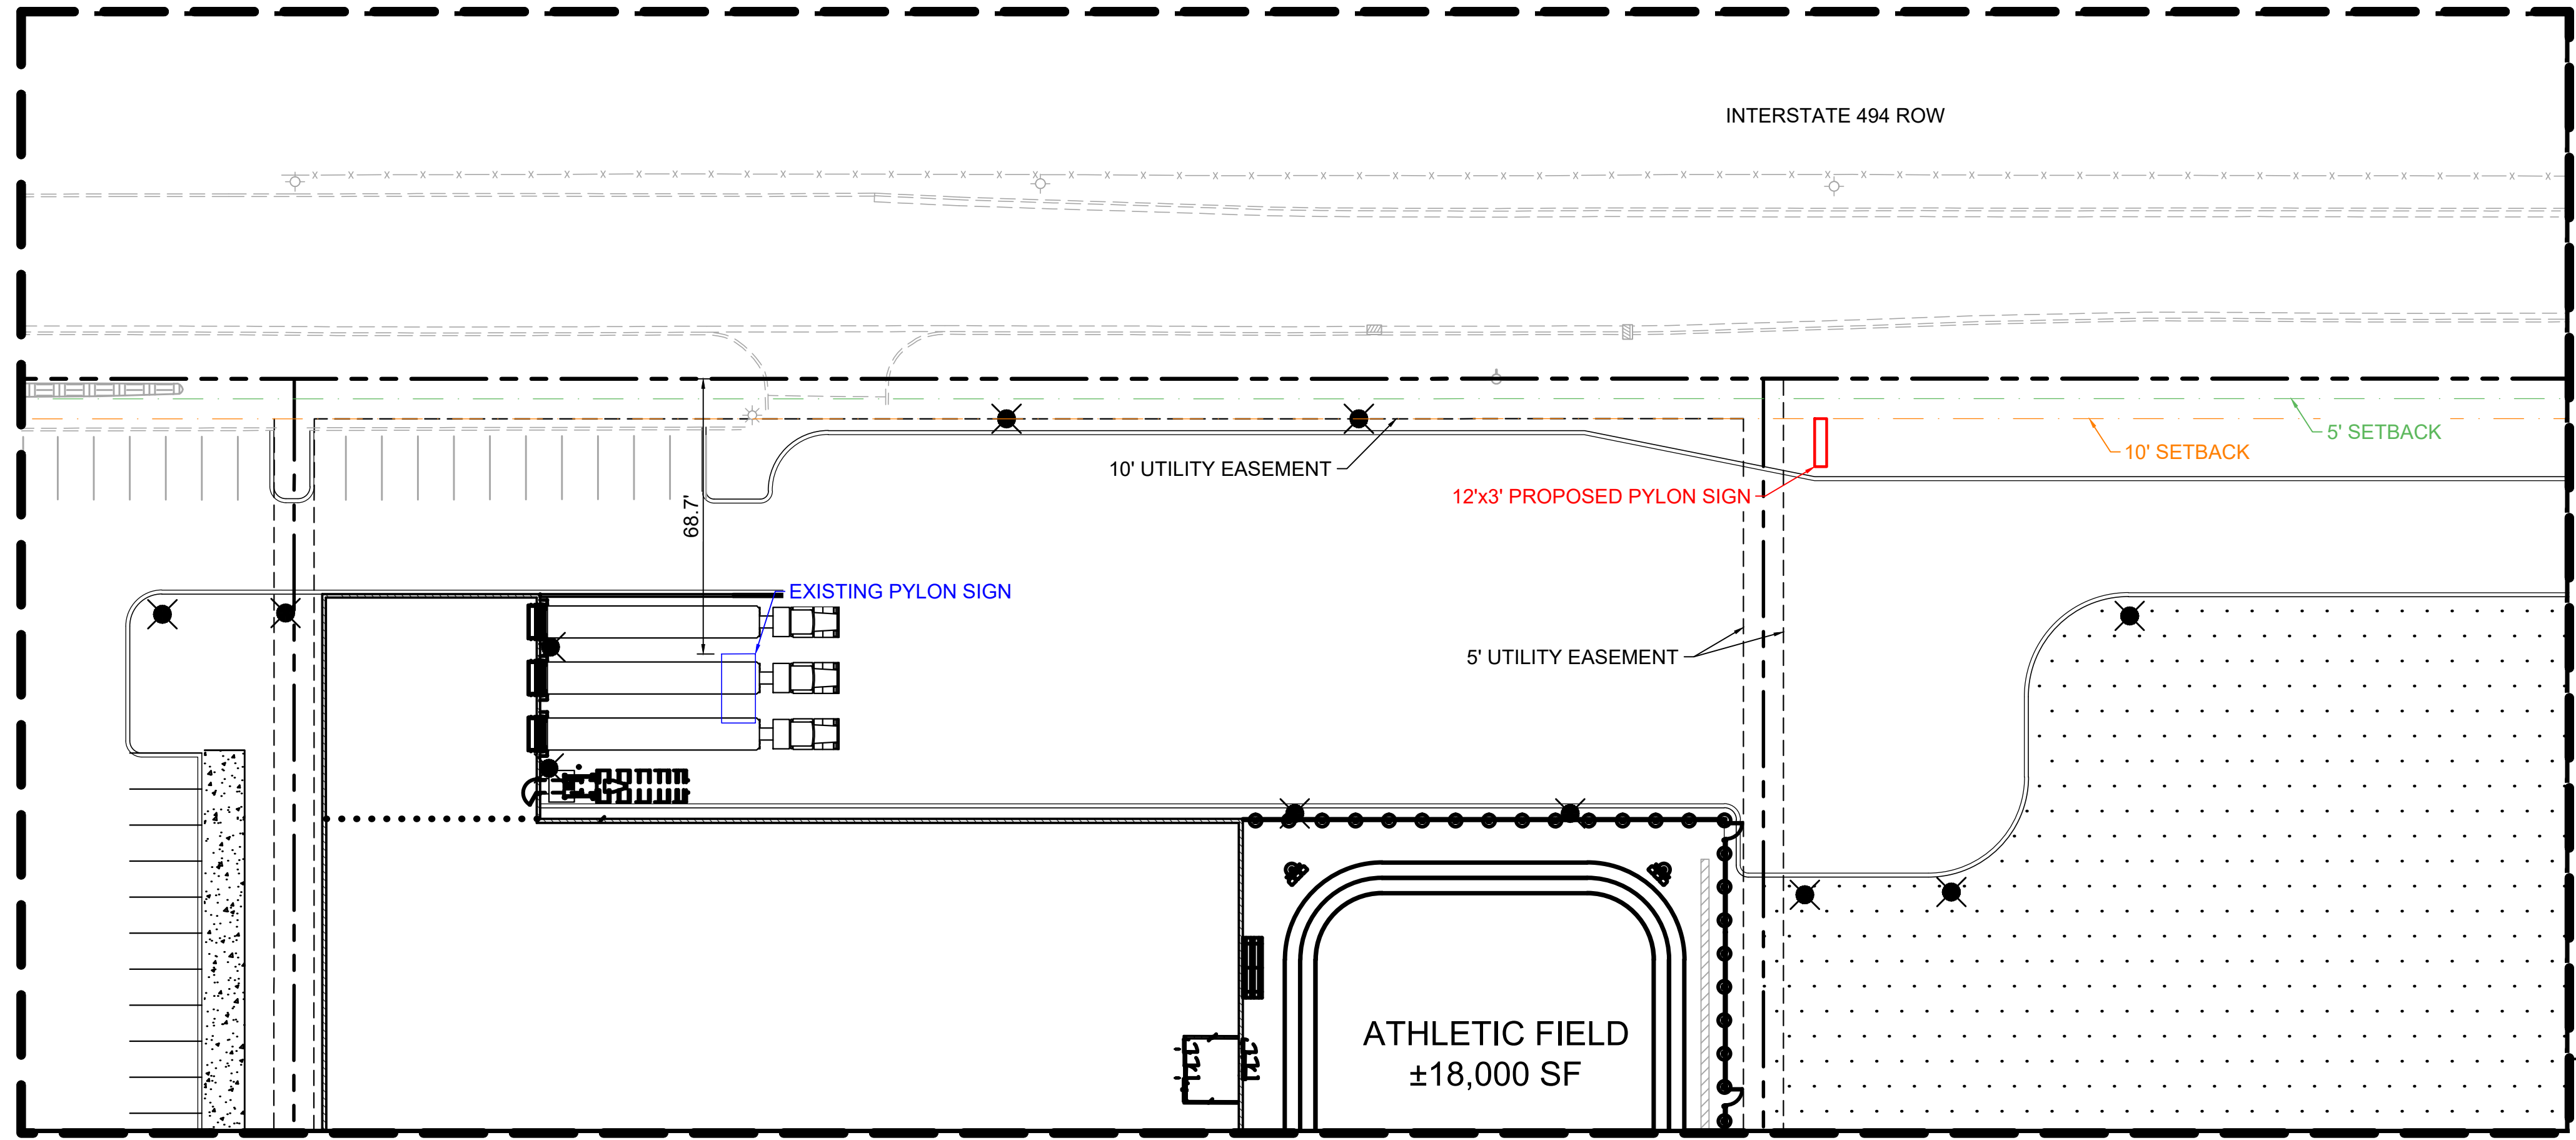 INTERSTATE 494 ROW
5' SETBACK
10' SETBACK
10' UTILITY EASEMENT
12'x3' PROPOSED PYLON SIGN
68.7'
EXISTING PYLON SIGN
5' UTILITY EASEMENT
ATHLETIC FIELD
±18,000 SF